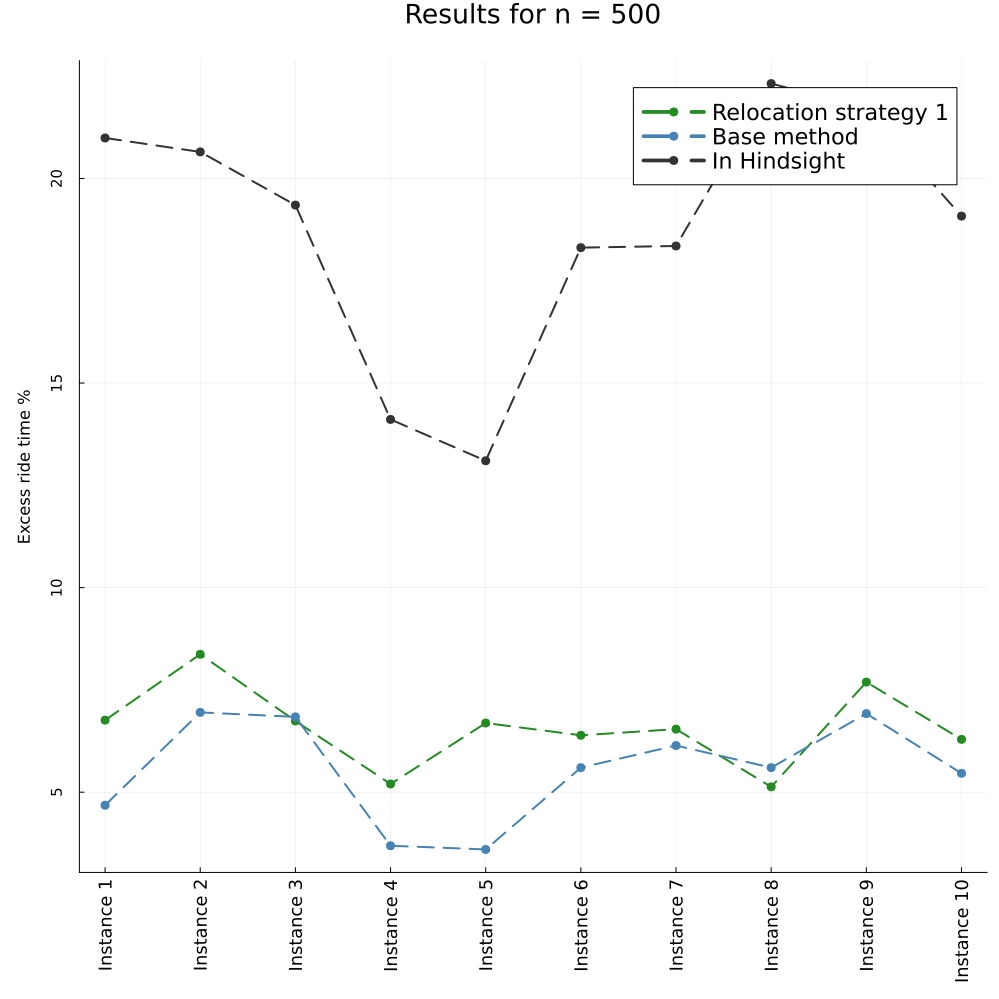 Results for n = 500
Relocation strategy 1
Base method
In Hindsight
Excess ride time %
20
15
10
5
Instance 1
Instance 2
Instance 3
Instance 4
Instance 5
Instance 6
Instance 7
Instance 8
Instance 9
Instance 10